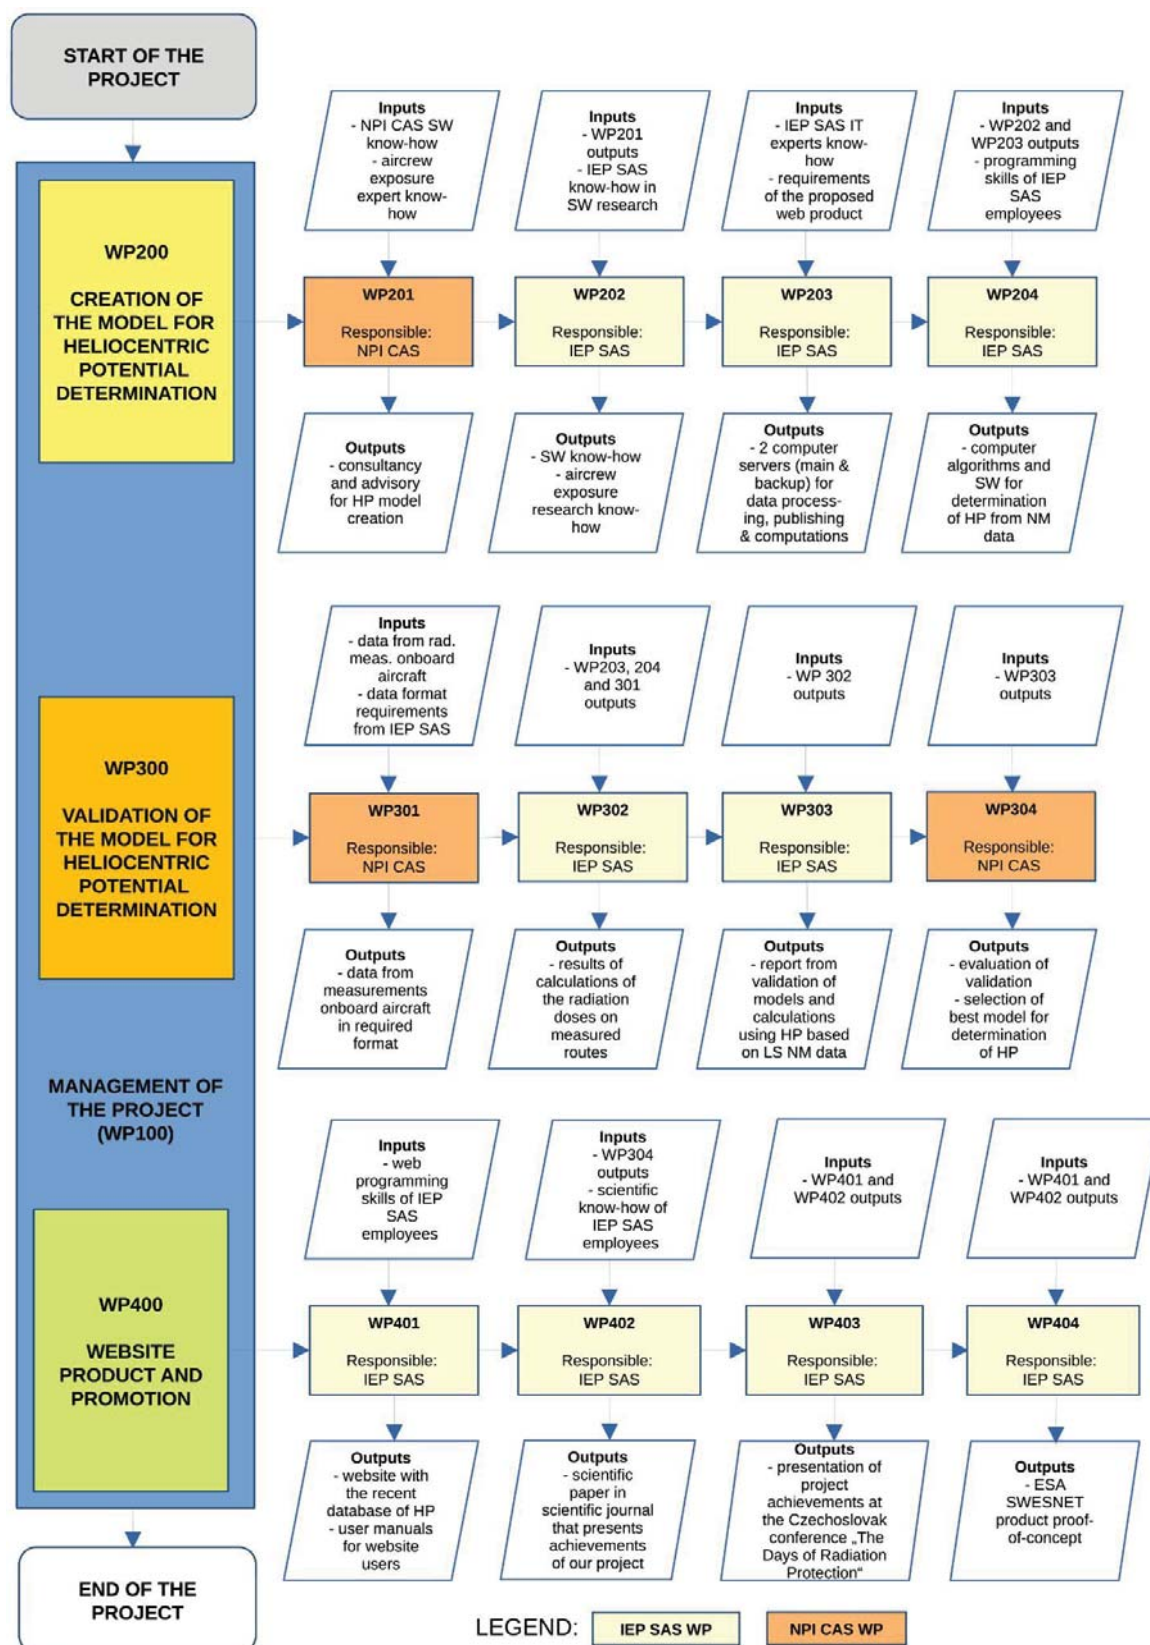 START OF THE
PROJECT
Inputs
- NPI CAS SW
know-how
- aircrew
exposure
expert know-
how
Inputs
- WP201
outputs
- IEP SAS
know-how in
SW research
Inputs
- IEP SAS IT
experts know-
how
- requirements
of the proposed
web product
Inputs
- WP202 and
WP203 outputs
- programming
skills of IEP
SAS
employees
WP200
CREATION OF
THE MODEL FOR
HELIOCENTRIC
POTENTIAL
DETERMINATION
WP201
Responsible:
NPI CAS
WP202
Responsible:
IEP SAS
WP203
Responsible:
IEP SAS
WP204
Responsible:
IEP SAS
Outputs
- consultancy
and advisory
for HP model
creation
Outputs
- SW know-how
- aircrew
exposure
research know-
how
Outputs
- 2 computer
servers (main &
backup) for
data process-
ing, publishing
& computations
Outputs
- computer
algorithms and
SW for
determination
of HP from NM
data
Inputs
- data from rad.
meas. onboard
aircraft
- data format
requirements
from IEP SAS
Inputs
- WP203, 204
and 301
outputs
Inputs
- WP 302
outputs
Inputs
- WP303
outputs
WP300
VALIDATION OF
THE MODEL FOR
HELIOCENTRIC
POTENTIAL
DETERMINATION
WP301
Responsible:
NPI CAS
WP302
Responsible:
IEP SAS
WP303
Responsible:
IEP SAS
WP304
Responsible:
NPI CAS
Outputs
- data from
measurements
onboard aircraft
in required
format
Outputs
- results of
calculations of
the radiation
doses on
measured
routes
Outputs
- report from
validation of
models and
calculations
using HP based
on LS NM data
Outputs
- evaluation of
validation
- selection of
best model for
determination
of HP
MANAGEMENT OF
THE PROJECT
(WP100)
Inputs
- web
programming
skills of IEP
SAS
employees
Inputs
- WP304
outputs
- scientific
know-how of
IEP SAS
employees
Inputs
- WP401 and
WP402 outputs
Inputs
- WP401 and
WP402 outputs
WP400
WEBSITE
PRODUCT AND
PROMOTION
WP401
Responsible:
IEP SAS
WP402
Responsible:
IEP SAS
WP403
Responsible:
IEP SAS
WP404
Responsible:
IEP SAS
Outputs
- website with
the recent
database of HP
- user manuals
for website
users
Outputs
- scientific
paper in
scientific journal
that presents
achievements
of our project
Outputs
- presentation of
project
achievements at
the Czechoslovak
conference „The
Days of Radiation
Protection“
Outputs
- ESA
SWESNET
product proof-
of-concept
END OF THE
PROJECT
LEGEND:
IEP SAS WP
NPI CAS WP